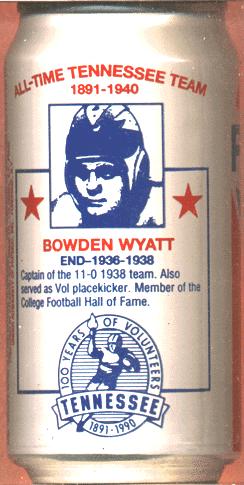 ALL-TIME TENNESSEE TEAM
1891-1940
BOWDEN WYATT
END-1936-1938
Captain of the 11-0 1938 team. Also
served as Vol placekicker. Member of the
College Football Hall of Fame.
100 YEARS OF VOLUNTEERS
TENNESSEE
1891-1990